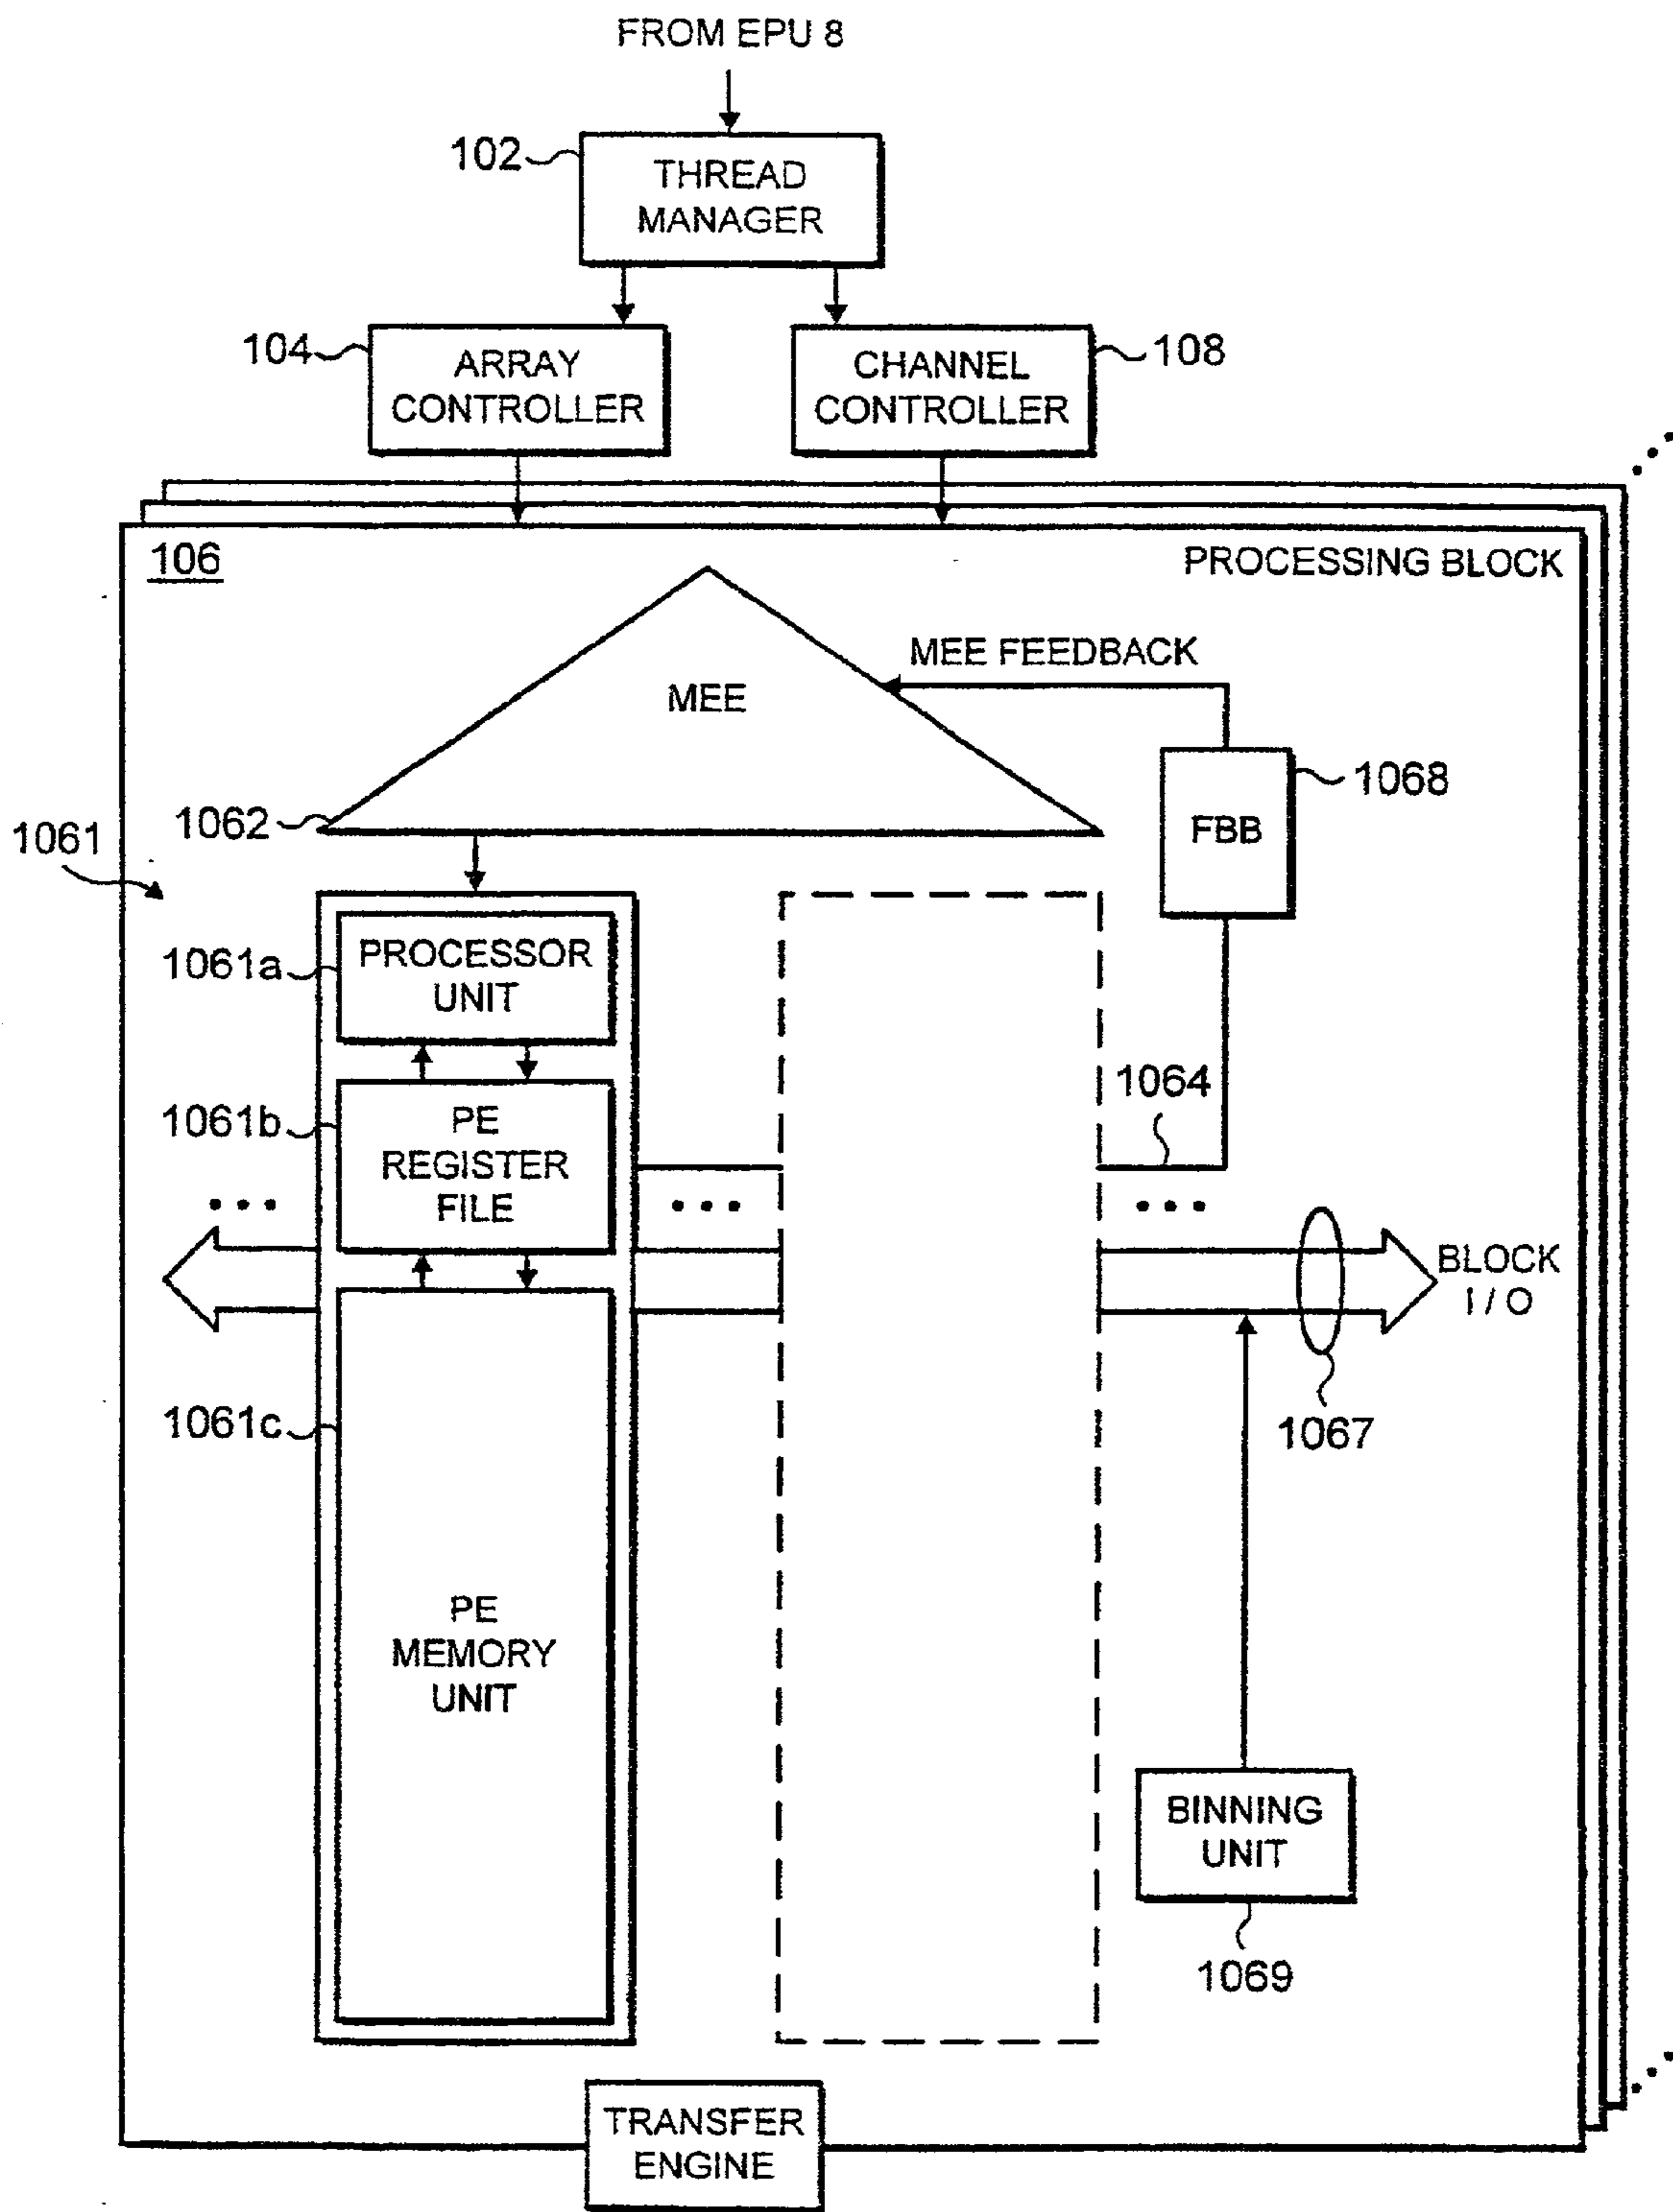 FROM EPU 8
102
THREAD
MANAGER
104
ARRAY
CONTROLLER
CHANNEL
CONTROLLER
108
106
PROCESSING BLOCK
MEE FEEDBACK
MEE
1068
FBB
1062
1061
1061a
PROCESSOR
UNIT
1064
1061b
PE
REGISTER
FILE
BLOCK
I / O
1061c
1067
PE
MEMORY
UNIT
BINNING
UNIT
1069
TRANSFER
ENGINE